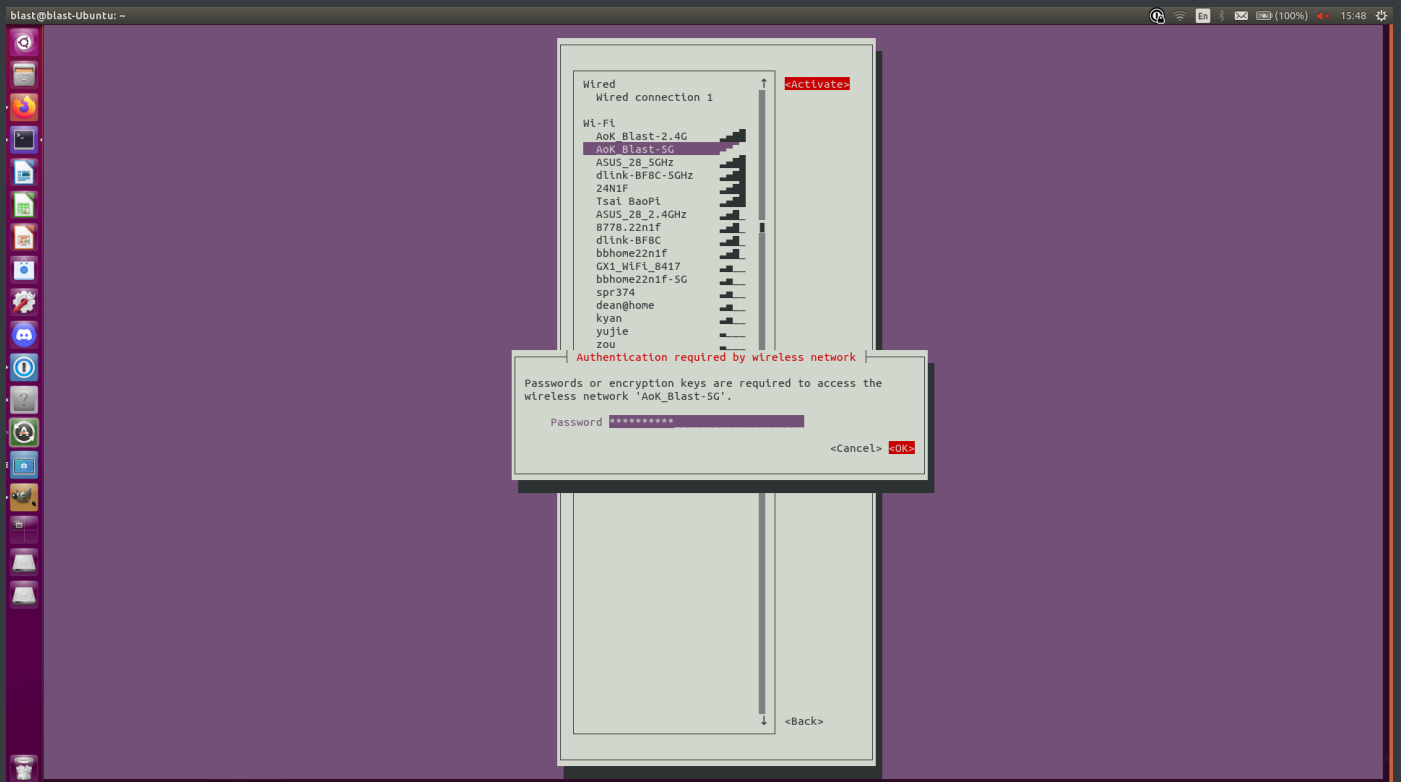 blast@blast-Ubuntu: ~
En
(100%)
15:48
Wired
Wired connection 1
<Activate>
Wi-Fi
AoK_Blast-2.4G
AoK_Blast-5G
ASUS_28_5GHz
dlink-BF8C-5GHz
24N1F
Tsai BaoPi
ASUS_28_2.4GHz
8778.22n1f
dlink-BF8C
bbhome22n1f
GX1_WiFi_8417
bbhome22n1f-5G
spr374
dean@home
kyan
yujie
zou
Authentication required by wireless network
Passwords or encryption keys are required to access the
wireless network 'AoK_Blast-5G'.
Password **********
<Cancel> <OK>
<Back>